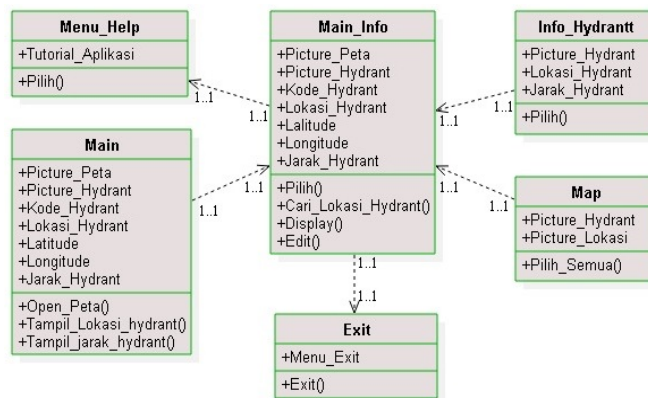 Menu_Help
+Tutorial_Aplikasi
+Pilih()
Main_Info
+Picture_Peta
+Picture_Hydrant
+Kode_Hydrant
+Lokasi_Hydrant
+Lalitude
+Longitude
+Jarak_Hydrant
+Pilih()
+Cari_Lokasi_Hydrant()
+Display()
+Edit()
Info_Hydrantt
+Picture_Hydrant
+Lokasi_Hydrant
+Jarak_Hydrant
+Pilih()
1..1
1..1
1..1
1..1
Main
+Picture_Peta
+Picture_Hydrant
+Kode_Hydrant
+Lokasi_Hydrant
+Latitude
+Longitude
+Jarak_Hydrant
+Open_Peta()
+Tampil_Lokasi_hydrant()
+Tampil_jarak_hydrant()
1..1
1..1
Map
+Picture_Hydrant
+Picture_Lokasi
+Pilih_Semua()
1..1
1..1
1..1
1..1
Exit
+Menu_Exit
+Exit()